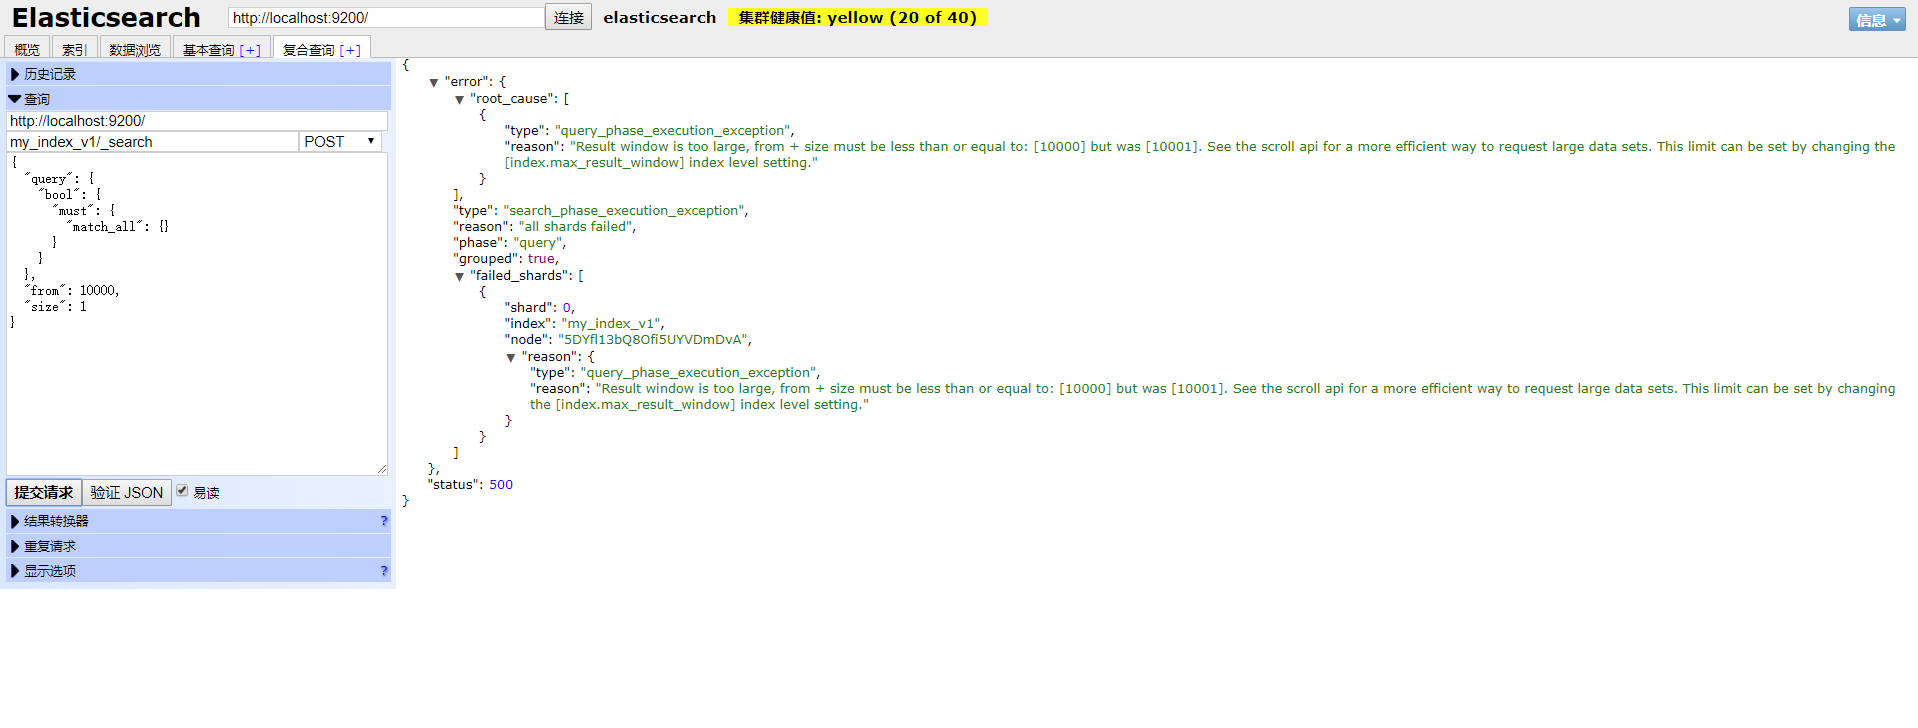 Elasticsearch
http://localhost:9200/
连接
elasticsearch
集群健康值: yellow (20 of 40)
信息
概览
索引
数据浏览
基本查询 [+]
复合查询 [+]
历史记录
查询
http://localhost:9200/
my_index_v1/_search
POST
{
"query": {
"bool": {
"must": {
"match_all": {}
}
}
},
"from": 10000,
"size": 1
}
提交请求
验证 JSON
易读
结果转换器 ?
重复请求
显示选项 ?
{
▼ "error": {
▼ "root_cause": [
{
"type": "query_phase_execution_exception",
"reason": "Result window is too large, from + size must be less than or equal to: [10000] but was [10001]. See the scroll api for a more efficient way to request large data sets. This limit can be set by changing the
[index.max_result_window] index level setting."
}
],
"type": "search_phase_execution_exception",
"reason": "all shards failed",
"phase": "query",
"grouped": true,
▼ "failed_shards": [
{
"shard": 0,
"index": "my_index_v1",
"node": "5DYfl13bQ8Ofi5UYVDmDvA",
▼ "reason": {
"type": "query_phase_execution_exception",
"reason": "Result window is too large, from + size must be less than or equal to: [10000] but was [10001]. See the scroll api for a more efficient way to request large data sets. This limit can be set by changing
the [index.max_result_window] index level setting."
}
}
]
},
"status": 500
}